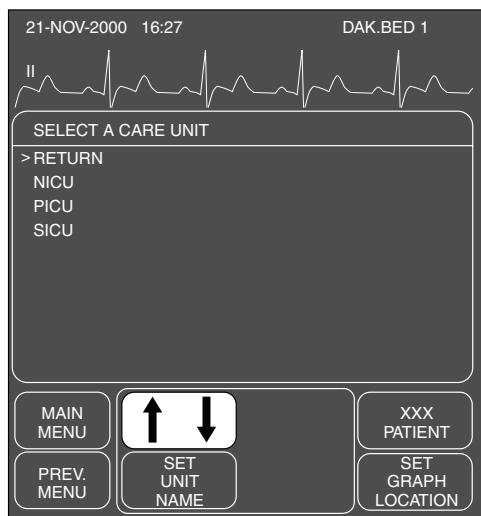 21-NOV-2000 16:27 DAK.BED 1
II
SELECT A CARE UNIT
> RETURN
NICU
PICU
SICU
MAIN
MENU
XXX
PATIENT
PREV.
MENU
SET
UNIT
NAME
SET
GRAPH
LOCATION